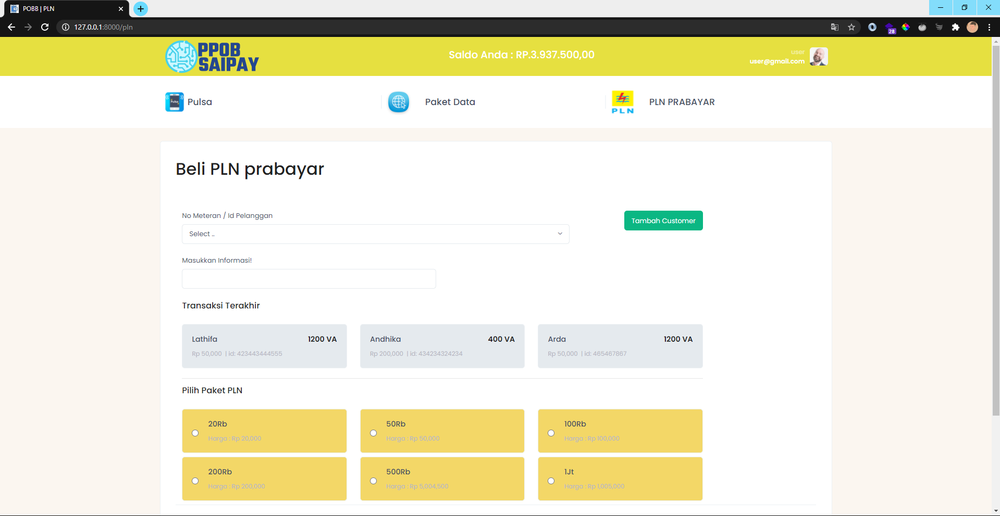 POBB | PLN
127.0.0.1:8000/pln
28
PPOB
SAIPAY
Saldo Anda : RP.3.937.500,00
user
user@gmail.com
Pulsa
Pulsa
Paket Data
PLN
PLN PRABAYAR
Beli PLN prabayar
No Meteran / Id Pelanggan
Tambah Customer
Select ..
Masukkan Informasi!
Transaksi Terakhir
Lathifa 1200 VA
Rp 50,000 | id: 423443444555
Andhika 400 VA
Rp 200,000 | id: 434234324234
Arda 1200 VA
Rp 50,000 | id: 465467867
Pilih Paket PLN
20Rb
Harga : Rp 20,000
50Rb
Harga : Rp 50,000
100Rb
Harga : Rp 100,000
200Rb
Harga : Rp 200,000
500Rb
Harga : Rp 5,004,500
1Jt
Harga : Rp 1,005,000